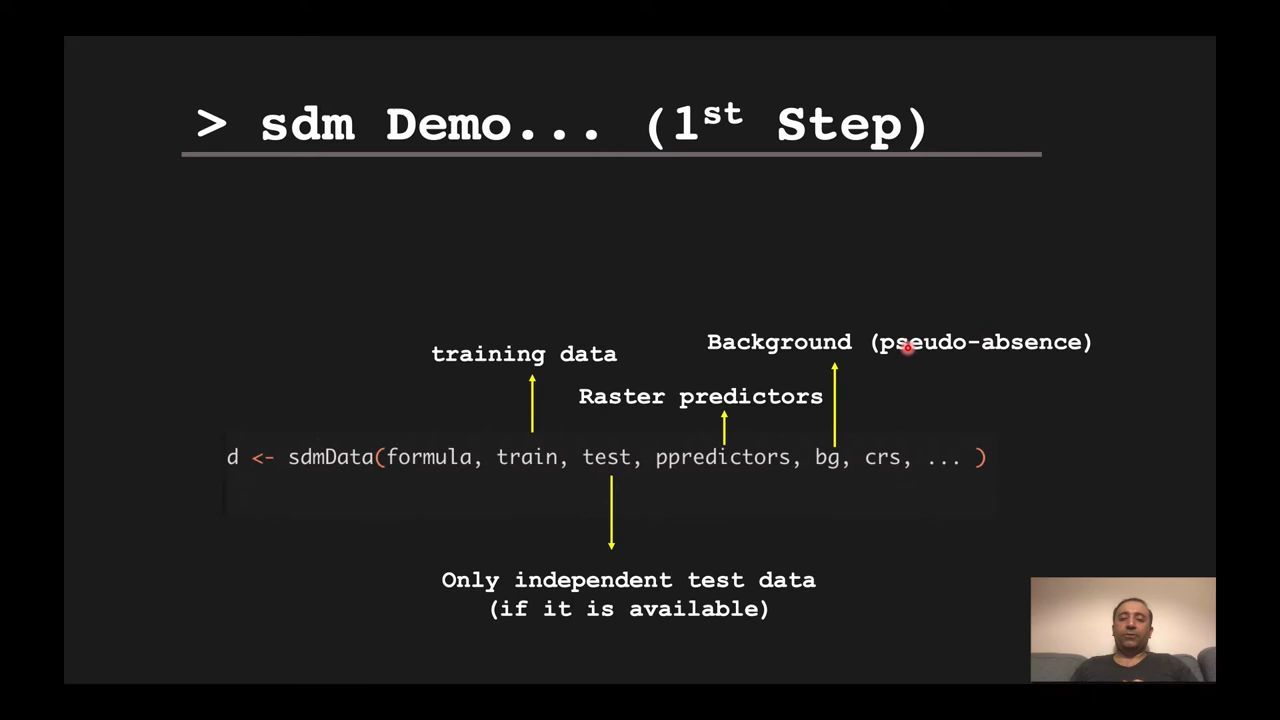 > sdm Demo... (1st Step)
Background (pseudo-absence)
training data
Raster predictors
d <- sdmData(formula, train, test, ppredictors, bg, crs, ... )
Only independent test data
(if it is available)